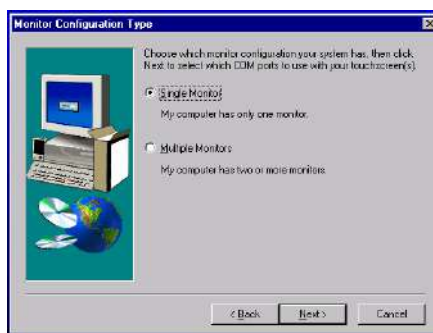 Monitor Configuration Type
Choose which monitor configuration your system has, then click
Next to select which COM ports to use with your touchscreen(s).
Single Monitor
My computer has only one monitor.
Multiple Monitors
My computer has two or more monitors.
< Back
Next >
Cancel